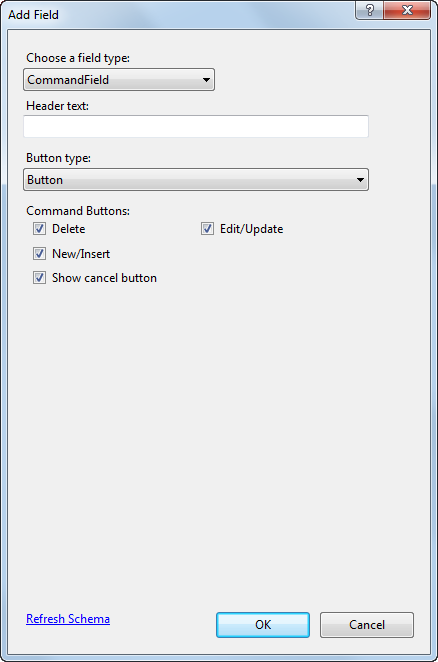 Add Field
?
Choose a field type:
CommandField
Header text:
Button type:
Button
Command Buttons:
Delete Edit/Update
New/Insert
Show cancel button
Refresh Schema OK Cancel